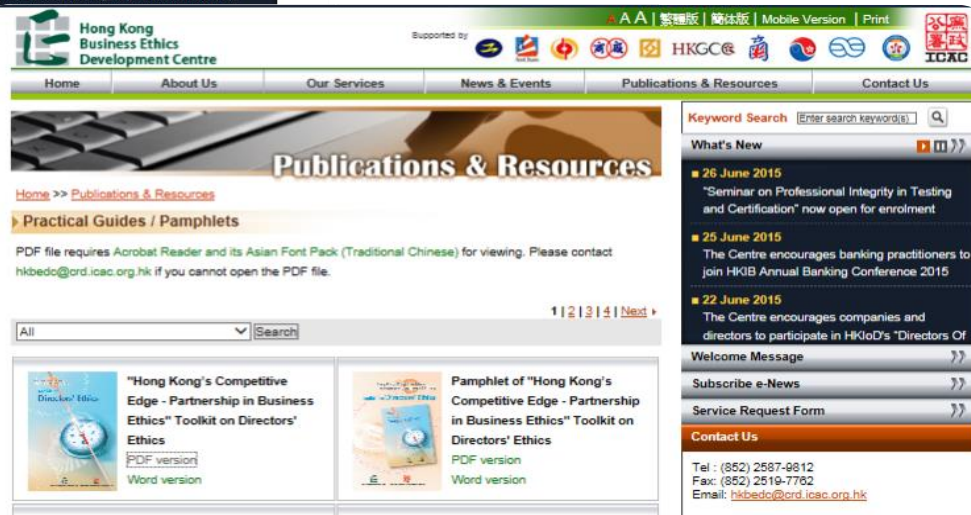 Hong Kong
Business Ethics
Development Centre
A A A | 繁體版 | 簡体版 | Mobile Version | Print
Supported by
HKGCC
ICAC
Home About Us Our Services News & Events Publications & Resources Contact Us
Publications & Resources
Home >> Publications & Resources
Practical Guides / Pamphlets
PDF file requires Acrobat Reader and its Asian Font Pack (Traditional Chinese) for viewing. Please contact
hkbedc@crd.icac.org.hk if you cannot open the PDF file.
1 | 2 | 3 | 4 | Next
All Search
"Hong Kong's Competitive
Edge - Partnership in Business
Ethics" Toolkit on Directors'
Ethics
PDF version
Word version
Directors' Ethics
Pamphlet of "Hong Kong's
Competitive Edge - Partnership
in Business Ethics" Toolkit on
Directors' Ethics
PDF version
Word version
Keyword Search Enter search keyword(s)
What's New
26 June 2015
"Seminar on Professional Integrity in Testing
and Certification" now open for enrolment
25 June 2015
The Centre encourages banking practitioners to
join HKIB Annual Banking Conference 2015
22 June 2015
The Centre encourages companies and
directors to participate in HKIoD's "Directors Of
Welcome Message
Subscribe e-News
Service Request Form
Contact Us
Tel : (852) 2587-9812
Fax: (852) 2519-7762
Email: hkbedc@crd.icac.org.hk